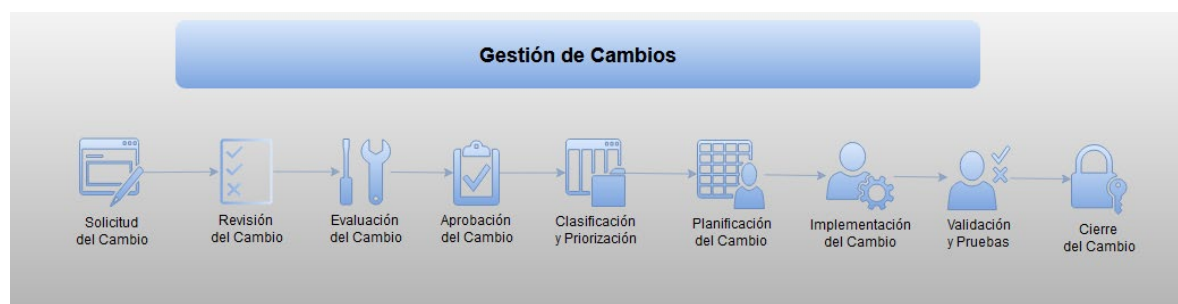 Gestión de Cambios
Solicitud
del Cambio
Revisión
del Cambio
Evaluación
del Cambio
Aprobación
del Cambio
Clasificación
y Priorización
Planificación
del Cambio
Implementación
del Cambio
Validación
y Pruebas
Cierre
del Cambio